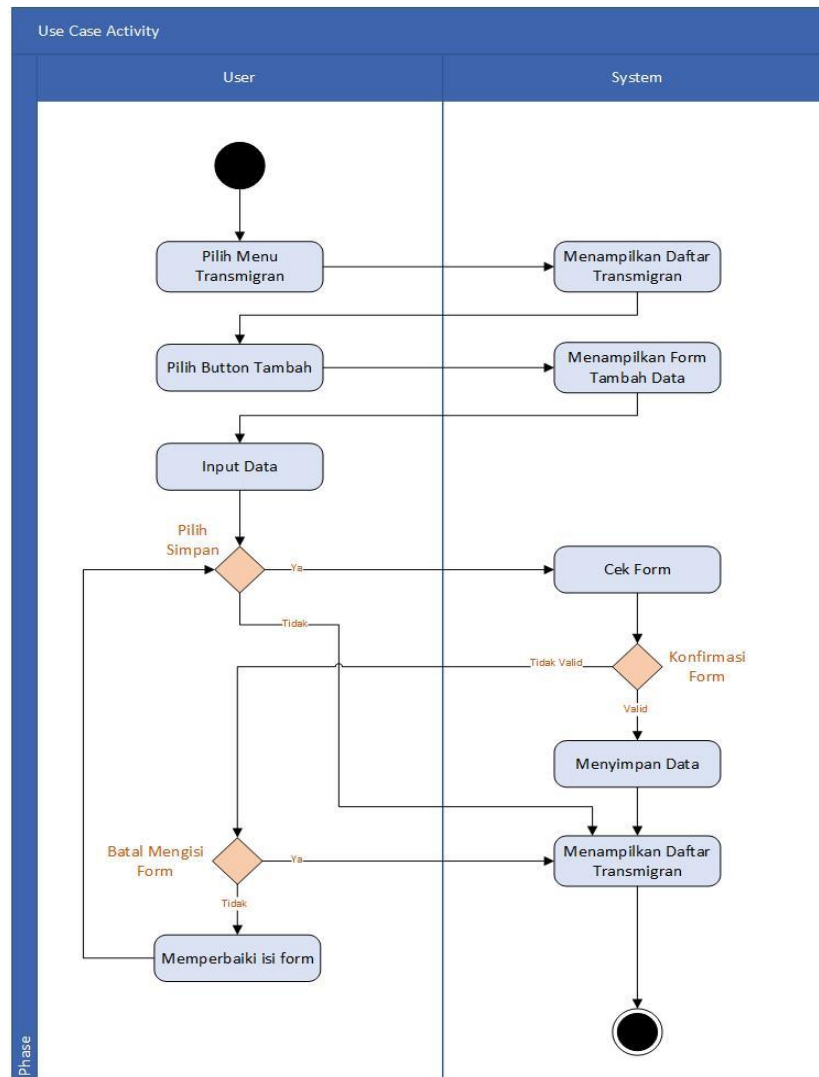 Use Case Activity
User
System
Pilih Menu
Transmigran
Menampilkan Daftar
Transmigran
Pilih Button Tambah
Menampilkan Form
Tambah Data
Input Data
Pilih
Simpan
Ya
Cek Form
Tidak
Tidak Valid
Konfirmasi
Form
Valid
Menyimpan Data
Batal Mengisi
Form
Ya
Menampilkan Daftar
Transmigran
Tidak
Memperbaiki isi form
Phase